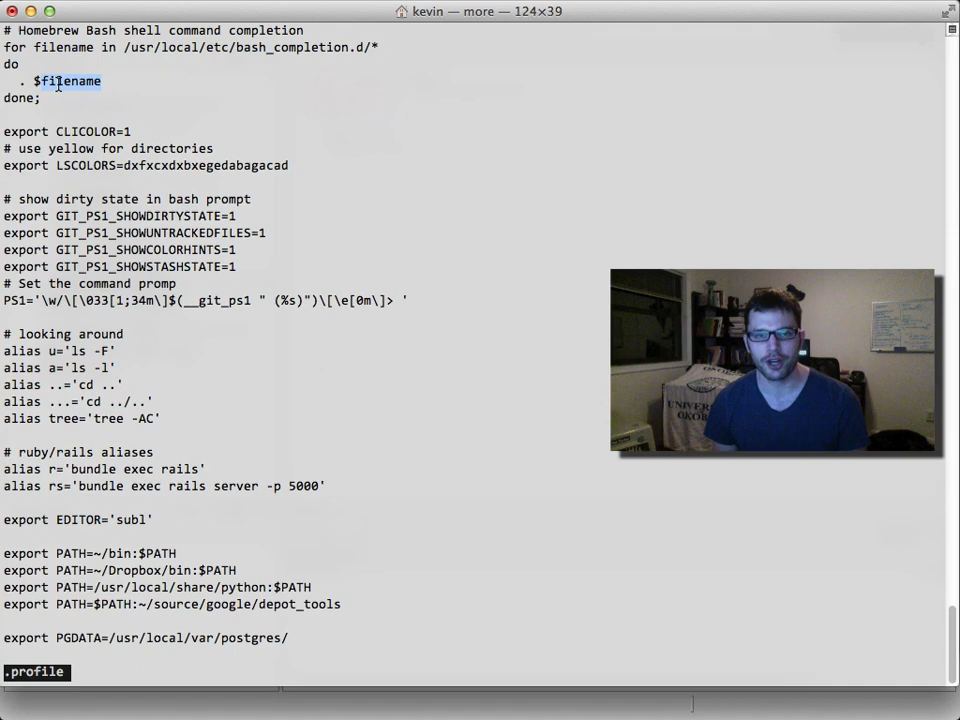 kevin — more — 124×39
# Homebrew Bash shell command completion
for filename in /usr/local/etc/bash_completion.d/*
do
  . $filename
done;
export CLICOLOR=1
# use yellow for directories
export LSCOLORS=dxfxcxdxbxegedabagacad
# show dirty state in bash prompt
export GIT_PS1_SHOWDIRTYSTATE=1
export GIT_PS1_SHOWUNTRACKEDFILES=1
export GIT_PS1_SHOWCOLORHINTS=1
export GIT_PS1_SHOWSTASHSTATE=1
# Set the command promp
PS1='\w/\[\033[1;34m\]$(__git_ps1 " (%s)")\[\e[0m\]> '
# looking around
alias u='ls -F'
alias a='ls -l'
alias ..='cd ..'
alias ...='cd ../..'
alias tree='tree -AC'
# ruby/rails aliases
alias r='bundle exec rails'
alias rs='bundle exec rails server -p 5000'
export EDITOR='subl'
export PATH=~/bin:$PATH
export PATH=~/Dropbox/bin:$PATH
export PATH=/usr/local/share/python:$PATH
export PATH=$PATH:~/source/google/depot_tools
export PGDATA=/usr/local/var/postgres/
.profile